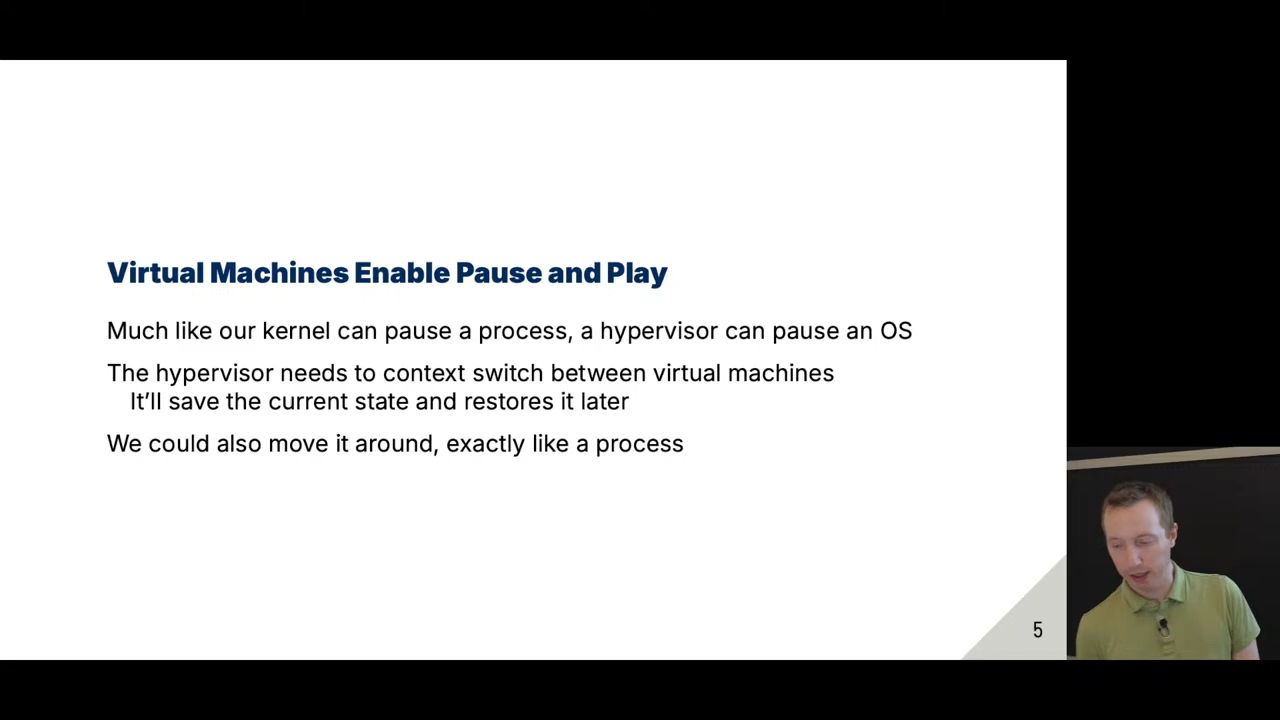 Virtual Machines Enable Pause and Play
Much like our kernel can pause a process, a hypervisor can pause an OS
The hypervisor needs to context switch between virtual machines
It’ll save the current state and restores it later
We could also move it around, exactly like a process
5